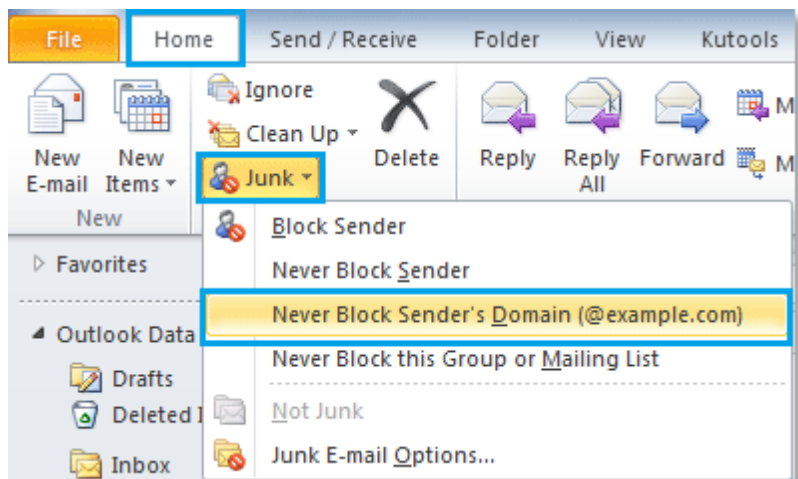 File Home Send / Receive Folder View Kutools
Ignore
Clean Up
Junk
New E-mail
New Items
Delete
Reply
Reply All
Forward
M
M
New
Block Sender
Never Block Sender
Never Block Sender's Domain (@example.com)
Never Block this Group or Mailing List
Not Junk
Junk E-mail Options...
Favorites
Outlook Data
Drafts
Deleted
Inbox